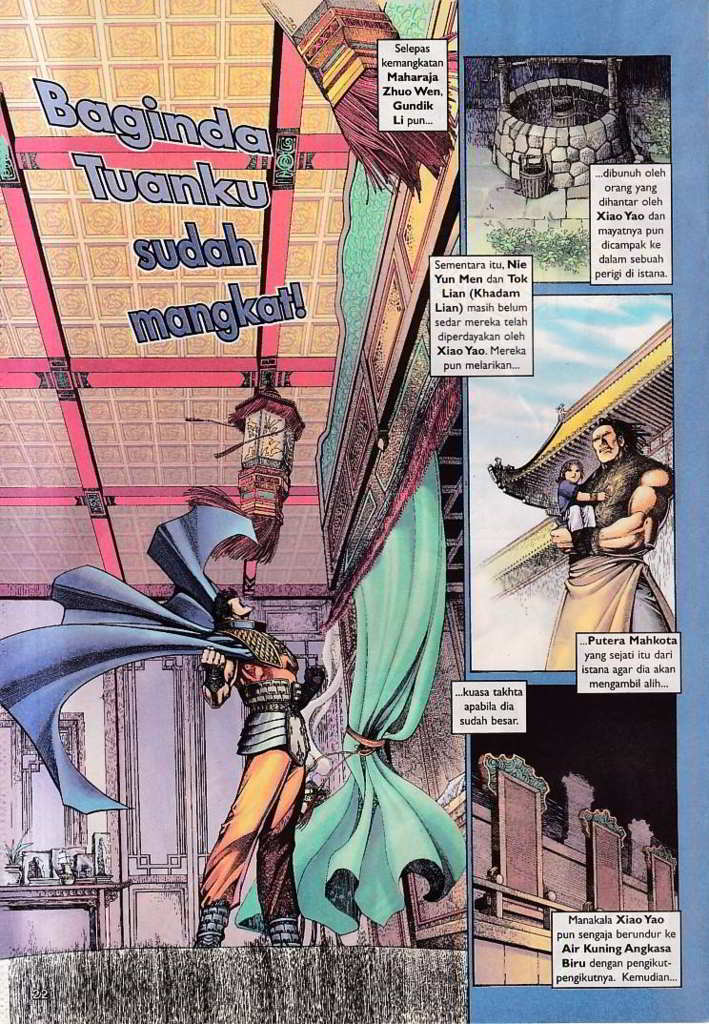 Baginda
Tuanku
sudah
mangkat!
Selepas
kemangkatan
Maharaja
Zhuo Wen,
Gundik
Li pun...
...dibunuh oleh
orang yang
dihantar oleh
Xiao Yao dan
mayatnya pun
dicampak ke
dalam sebuah
perigi di istana.
Sementara itu, Nie
Yun Men dan Tok
Lian (Khadam
Lian) masih belum
sedar mereka telah
diperdayakan oleh
Xiao Yao. Mereka
pun melarikan...
...Putera Mahkota
yang sejati itu dari
istana agar dia akan
mengambil alih...
...kuasa takhta
apabila dia
sudah besar.
Manakala Xiao Yao
pun sengaja berundur ke
Air Kuning Angkasa
Biru dengan pengikut-
pengikutnya. Kemudian...
22